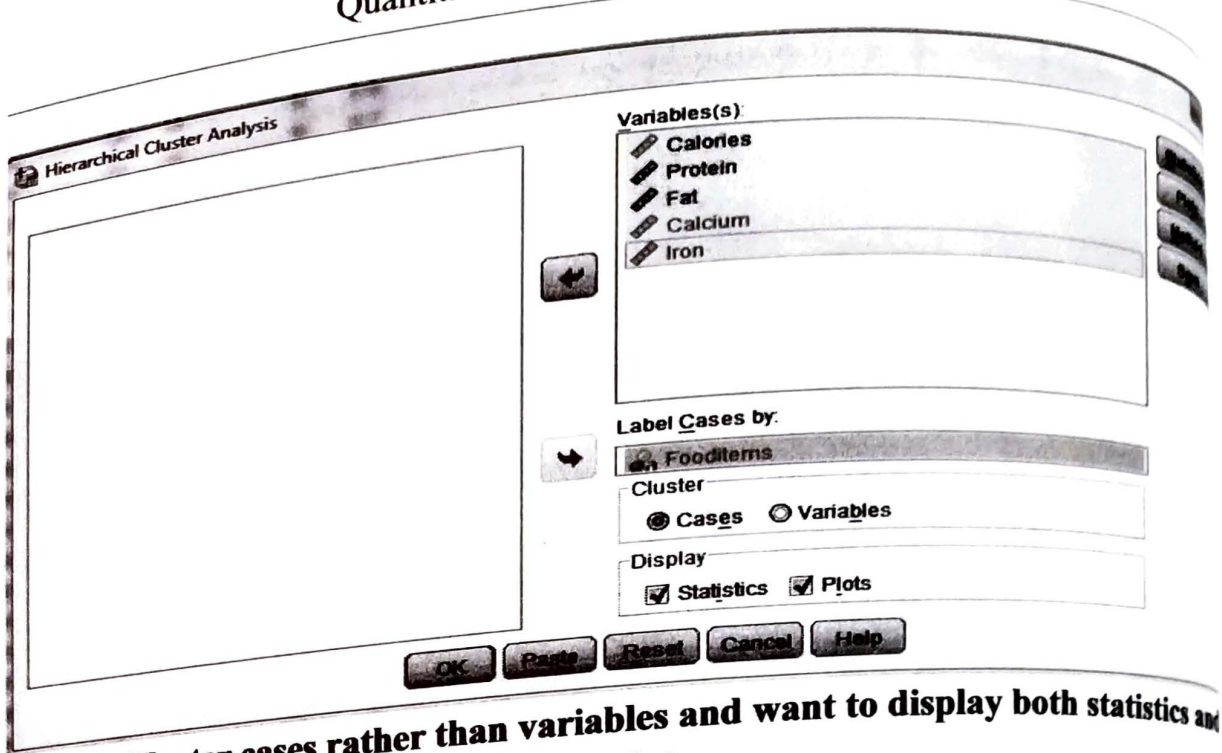 Hierarchical Cluster Analysis
Variables(s):
Calories
Protein
Fat
Calcium
Iron
Label Cases by:
Fooditems
Cluster
Cases Variables
Display
Statistics Plots
OK Paste Reset Cancel Help
cases rather than variables and want to display both statistics and